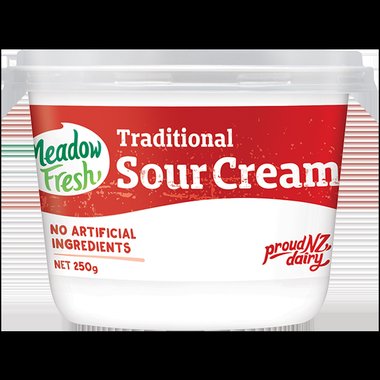 Meadow
Fresh
Traditional
Sour Cream
NO ARTIFICIAL
INGREDIENTS
NET 250g
proud NZ
dairy